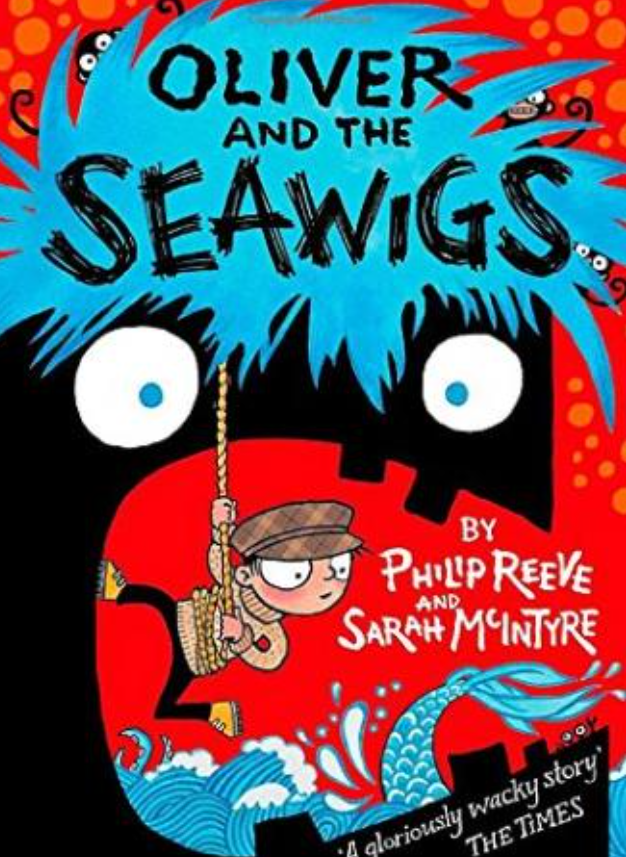 OLIVER
AND THE
SEAWIGS
BY
PHILIP REEVE
AND
SARAH McINTYRE
'A gloriously wacky story'
THE TIMES